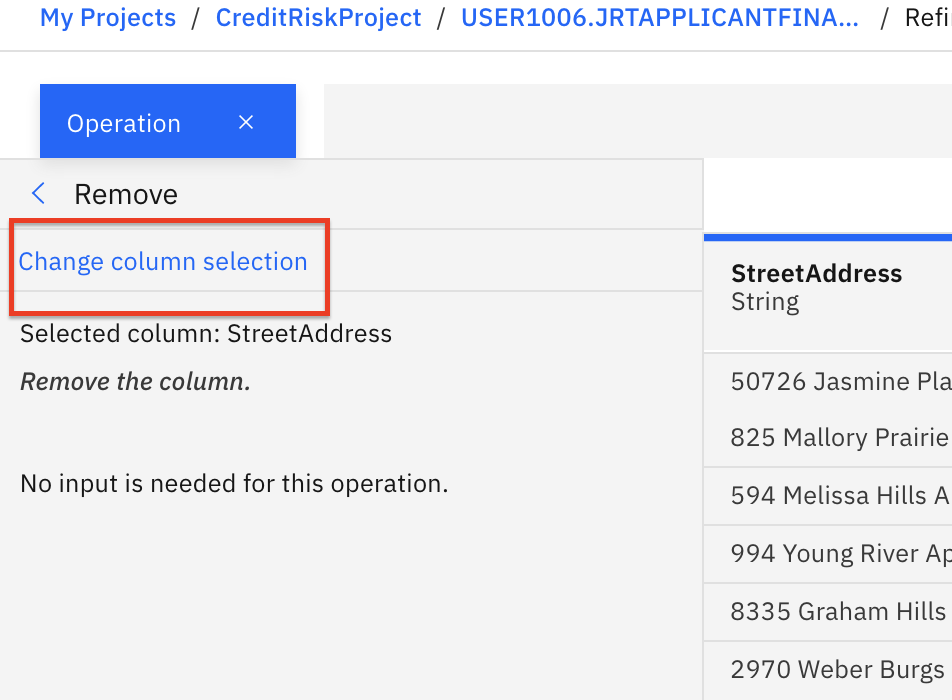 My Projects / CreditRiskProject / USER1006.JRTAPPLICANTFINA... / Refi
Operation ×
Remove
Change column selection
Selected column: StreetAddress
Remove the column.
No input is needed for this operation.
StreetAddress
String
50726 Jasmine Pla
825 Mallory Prairie
594 Melissa Hills A
994 Young River Ap
8335 Graham Hills
2970 Weber Burgs